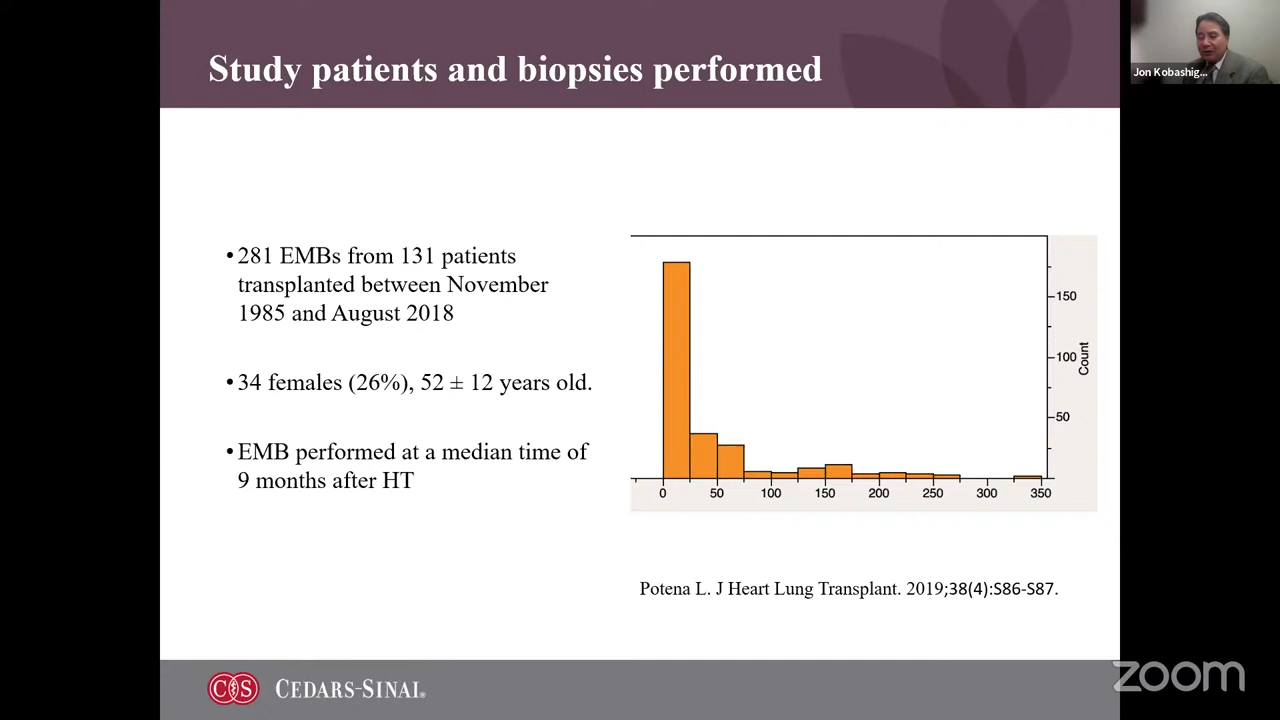 Study patients and biopsies performed
Jon Kobashig...
•281 EMBs from 131 patients
transplanted between November
1985 and August 2018
•34 females (26%), 52 ± 12 years old.
•EMB performed at a median time of
9 months after HT
150
100
50
Count
0 50 100 150 200 250 300 350
Potena L. J Heart Lung Transplant. 2019;38(4):S86-S87.
CS CEDARS-SINAI®
zoom